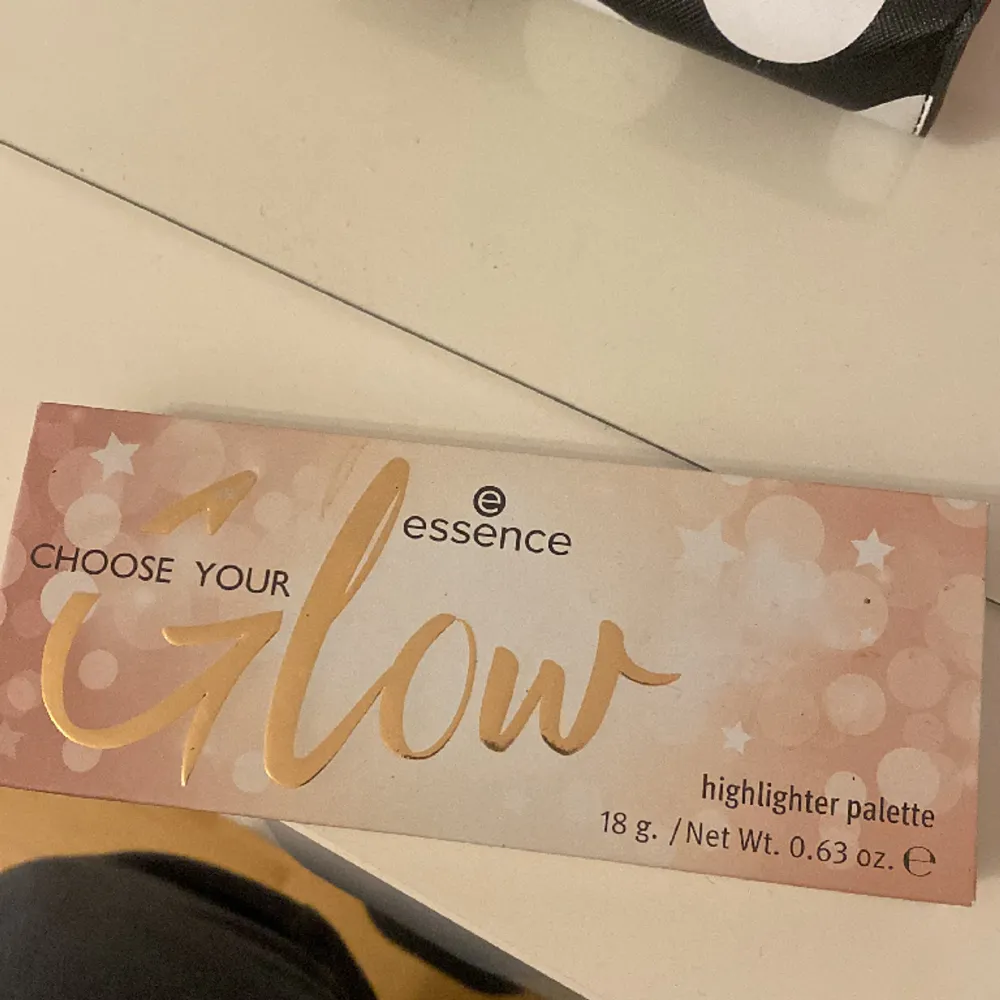 e
essence
CHOOSE YOUR
Glow
highlighter palette
18 g. / Net Wt. 0.63 oz. ℮